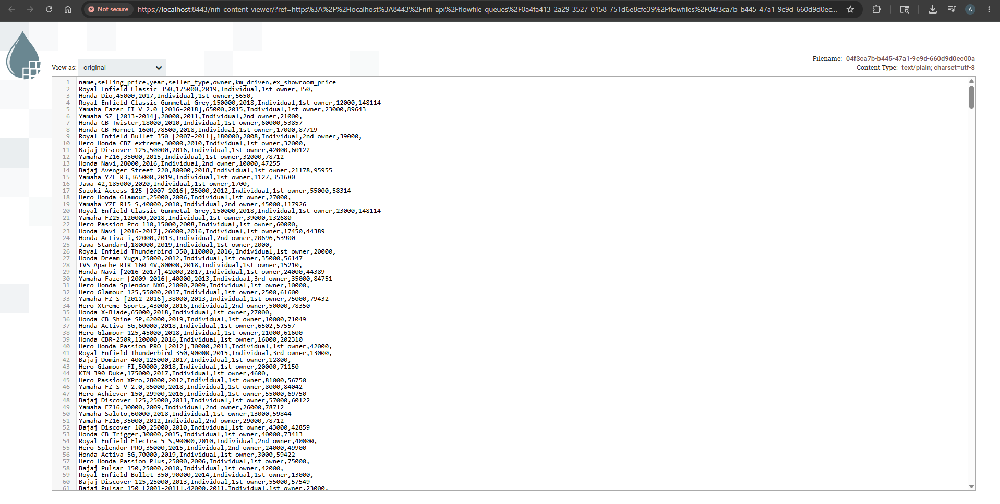 Not secure https://localhost:8443/nifi-content-viewer/?ref=https%3A%2F%2Flocalhost%3A8443%2Fnifi-api%2Fflowfile-queues%2F0a4fa413-2a29-3527-0158-751d6e8cfe39%2Fflowfiles%2F04f3ca7b-b445-47a1-9c9d-660d9d0ec... A
Filename: 04f3ca7b-b445-47a1-9c9d-660d9d0ec00a
View as: original
Content Type: text/plain; charset=utf-8
1 name,selling_price,year,seller_type,owner,km_driven,ex_showroom_price
2 Royal Enfield Classic 350,175000,2019,Individual,1st owner,350,
3 Honda Dio,45000,2017,Individual,1st owner,5650,
4 Royal Enfield Classic Gunmetal Grey,150000,2018,Individual,1st owner,12000,148114
5 Yamaha Fazer FI V 2.0 [2016-2018],65000,2015,Individual,1st owner,23000,89643
6 Yamaha SZ [2013-2014],20000,2011,Individual,2nd owner,21000,
7 Honda CB Twister,18000,2010,Individual,1st owner,60000,53857
8 Honda CB Hornet 160R,78500,2018,Individual,1st owner,17000,87719
9 Royal Enfield Bullet 350 [2007-2011],180000,2008,Individual,2nd owner,39000,
10 Hero Honda CBZ extreme,30000,2010,Individual,1st owner,32000,
11 Bajaj Discover 125,50000,2016,Individual,1st owner,42000,60122
12 Yamaha FZ16,35000,2015,Individual,1st owner,32000,78712
13 Honda Navi,28000,2016,Individual,2nd owner,10000,47255
14 Bajaj Avenger Street 220,80000,2018,Individual,1st owner,21178,95955
15 Yamaha YZF R3,365000,2019,Individual,1st owner,1127,351680
16 Jawa 42,185000,2020,Individual,1st owner,1700,
17 Suzuki Access 125 [2007-2016],25000,2012,Individual,1st owner,55000,58314
18 Hero Honda Glamour,25000,2006,Individual,1st owner,27000,
19 Yamaha YZF R15 S,40000,2010,Individual,2nd owner,45000,117926
20 Royal Enfield Classic Gunmetal Grey,150000,2018,Individual,1st owner,23000,148114
21 Yamaha FZ25,120000,2018,Individual,1st owner,39000,132680
22 Hero Passion Pro 110,15000,2008,Individual,1st owner,60000,
23 Honda Navi [2016-2017],26000,2016,Individual,1st owner,17450,44389
24 Honda Activa i,32000,2013,Individual,2nd owner,20696,53900
25 Jawa Standard,180000,2019,Individual,1st owner,2000,
26 Royal Enfield Thunderbird 350,110000,2016,Individual,1st owner,20000,
27 Honda Dream Yuga,25000,2012,Individual,1st owner,35000,56147
28 TVS Apache RTR 160 4V,80000,2018,Individual,1st owner,15210,
29 Honda Navi [2016-2017],42000,2017,Individual,1st owner,24000,44389
30 Yamaha Fazer [2009-2016],40000,2013,Individual,3rd owner,35000,84751
31 Hero Honda Splendor NXG,21000,2009,Individual,1st owner,10000,
32 Hero Glamour 125,55000,2017,Individual,1st owner,2500,61600
33 Yamaha FZ S [2012-2016],38000,2013,Individual,1st owner,75000,79432
34 Hero Xtreme Sports,43000,2016,Individual,2nd owner,50000,78350
35 Honda X-Blade,65000,2018,Individual,1st owner,27000,
36 Honda CB Shine SP,62000,2019,Individual,1st owner,10000,71049
37 Honda Activa 5G,60000,2018,Individual,1st owner,6502,57557
38 Hero Glamour 125,45000,2018,Individual,1st owner,21000,61600
39 Honda CBR-250R,120000,2016,Individual,1st owner,16000,202310
40 Hero Honda Passion PRO [2012],30000,2011,Individual,1st owner,42000,
41 Royal Enfield Thunderbird 350,90000,2015,Individual,3rd owner,13000,
42 Bajaj Dominar 400,125000,2017,Individual,1st owner,12800,
43 Hero Glamour FI,50000,2018,Individual,1st owner,20000,71150
44 KTM 390 Duke,175000,2017,Individual,1st owner,4600,
45 Hero Passion XPro,28000,2012,Individual,1st owner,81000,56750
46 Yamaha FZ S V 2.0,85000,2018,Individual,1st owner,8000,84042
47 Hero Achiever 150,29900,2016,Individual,1st owner,55000,69750
48 Bajaj Discover 125,25000,2011,Individual,1st owner,57000,60122
49 Yamaha FZ16,30000,2009,Individual,2nd owner,26000,78712
50 Yamaha Saluto,60000,2018,Individual,1st owner,13000,59844
51 Yamaha FZ16,35000,2012,Individual,2nd owner,29000,78712
52 Bajaj Discover 100,25000,2010,Individual,1st owner,43000,42859
53 Honda CB Trigger,30000,2015,Individual,1st owner,40000,73413
54 Royal Enfield Electra 5 S,90000,2010,Individual,2nd owner,40000,
55 Hero Splendor PRO,35000,2015,Individual,2nd owner,24000,49900
56 Honda Activa 5G,70000,2019,Individual,1st owner,3000,59422
57 Hero Honda Passion Plus,25000,2006,Individual,1st owner,75000,
58 Bajaj Pulsar 150,25000,2010,Individual,1st owner,42000,
59 Royal Enfield Bullet 350,90000,2014,Individual,1st owner,13000,
60 Bajaj Discover 125,25000,2013,Individual,1st owner,55000,57549
61 Bajaj Pulsar 150 [2001-2011],42000,2011,Individual,1st owner,23000,